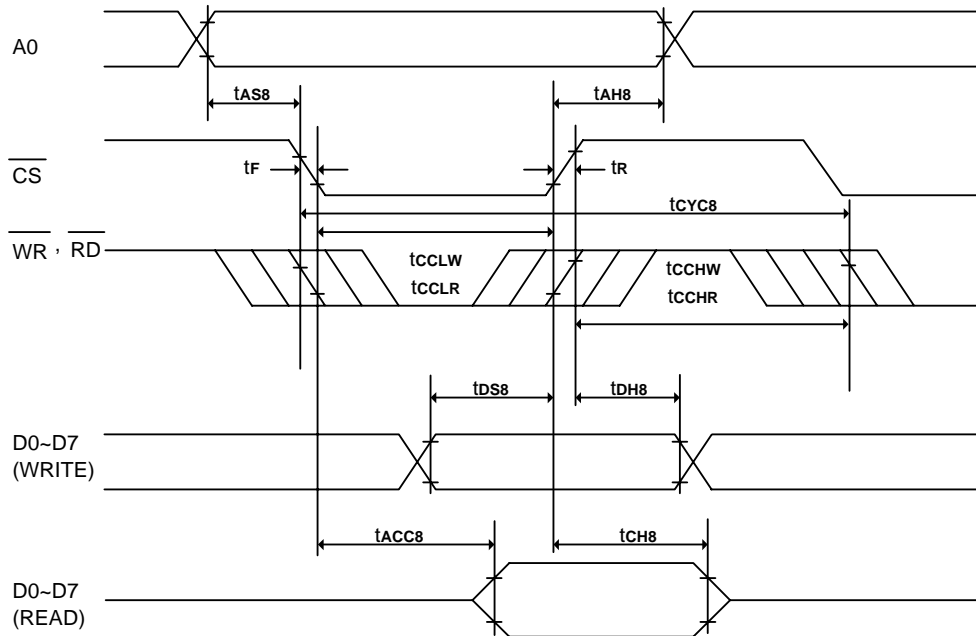 A0
tAS8
tAH8
CS
tF
tR
tCYC8
WR , RD
tCCLW
tCCHW
tCCLR
tCCHR
tDS8
tDH8
D0~D7
(WRITE)
tACC8
tCH8
D0~D7
(READ)